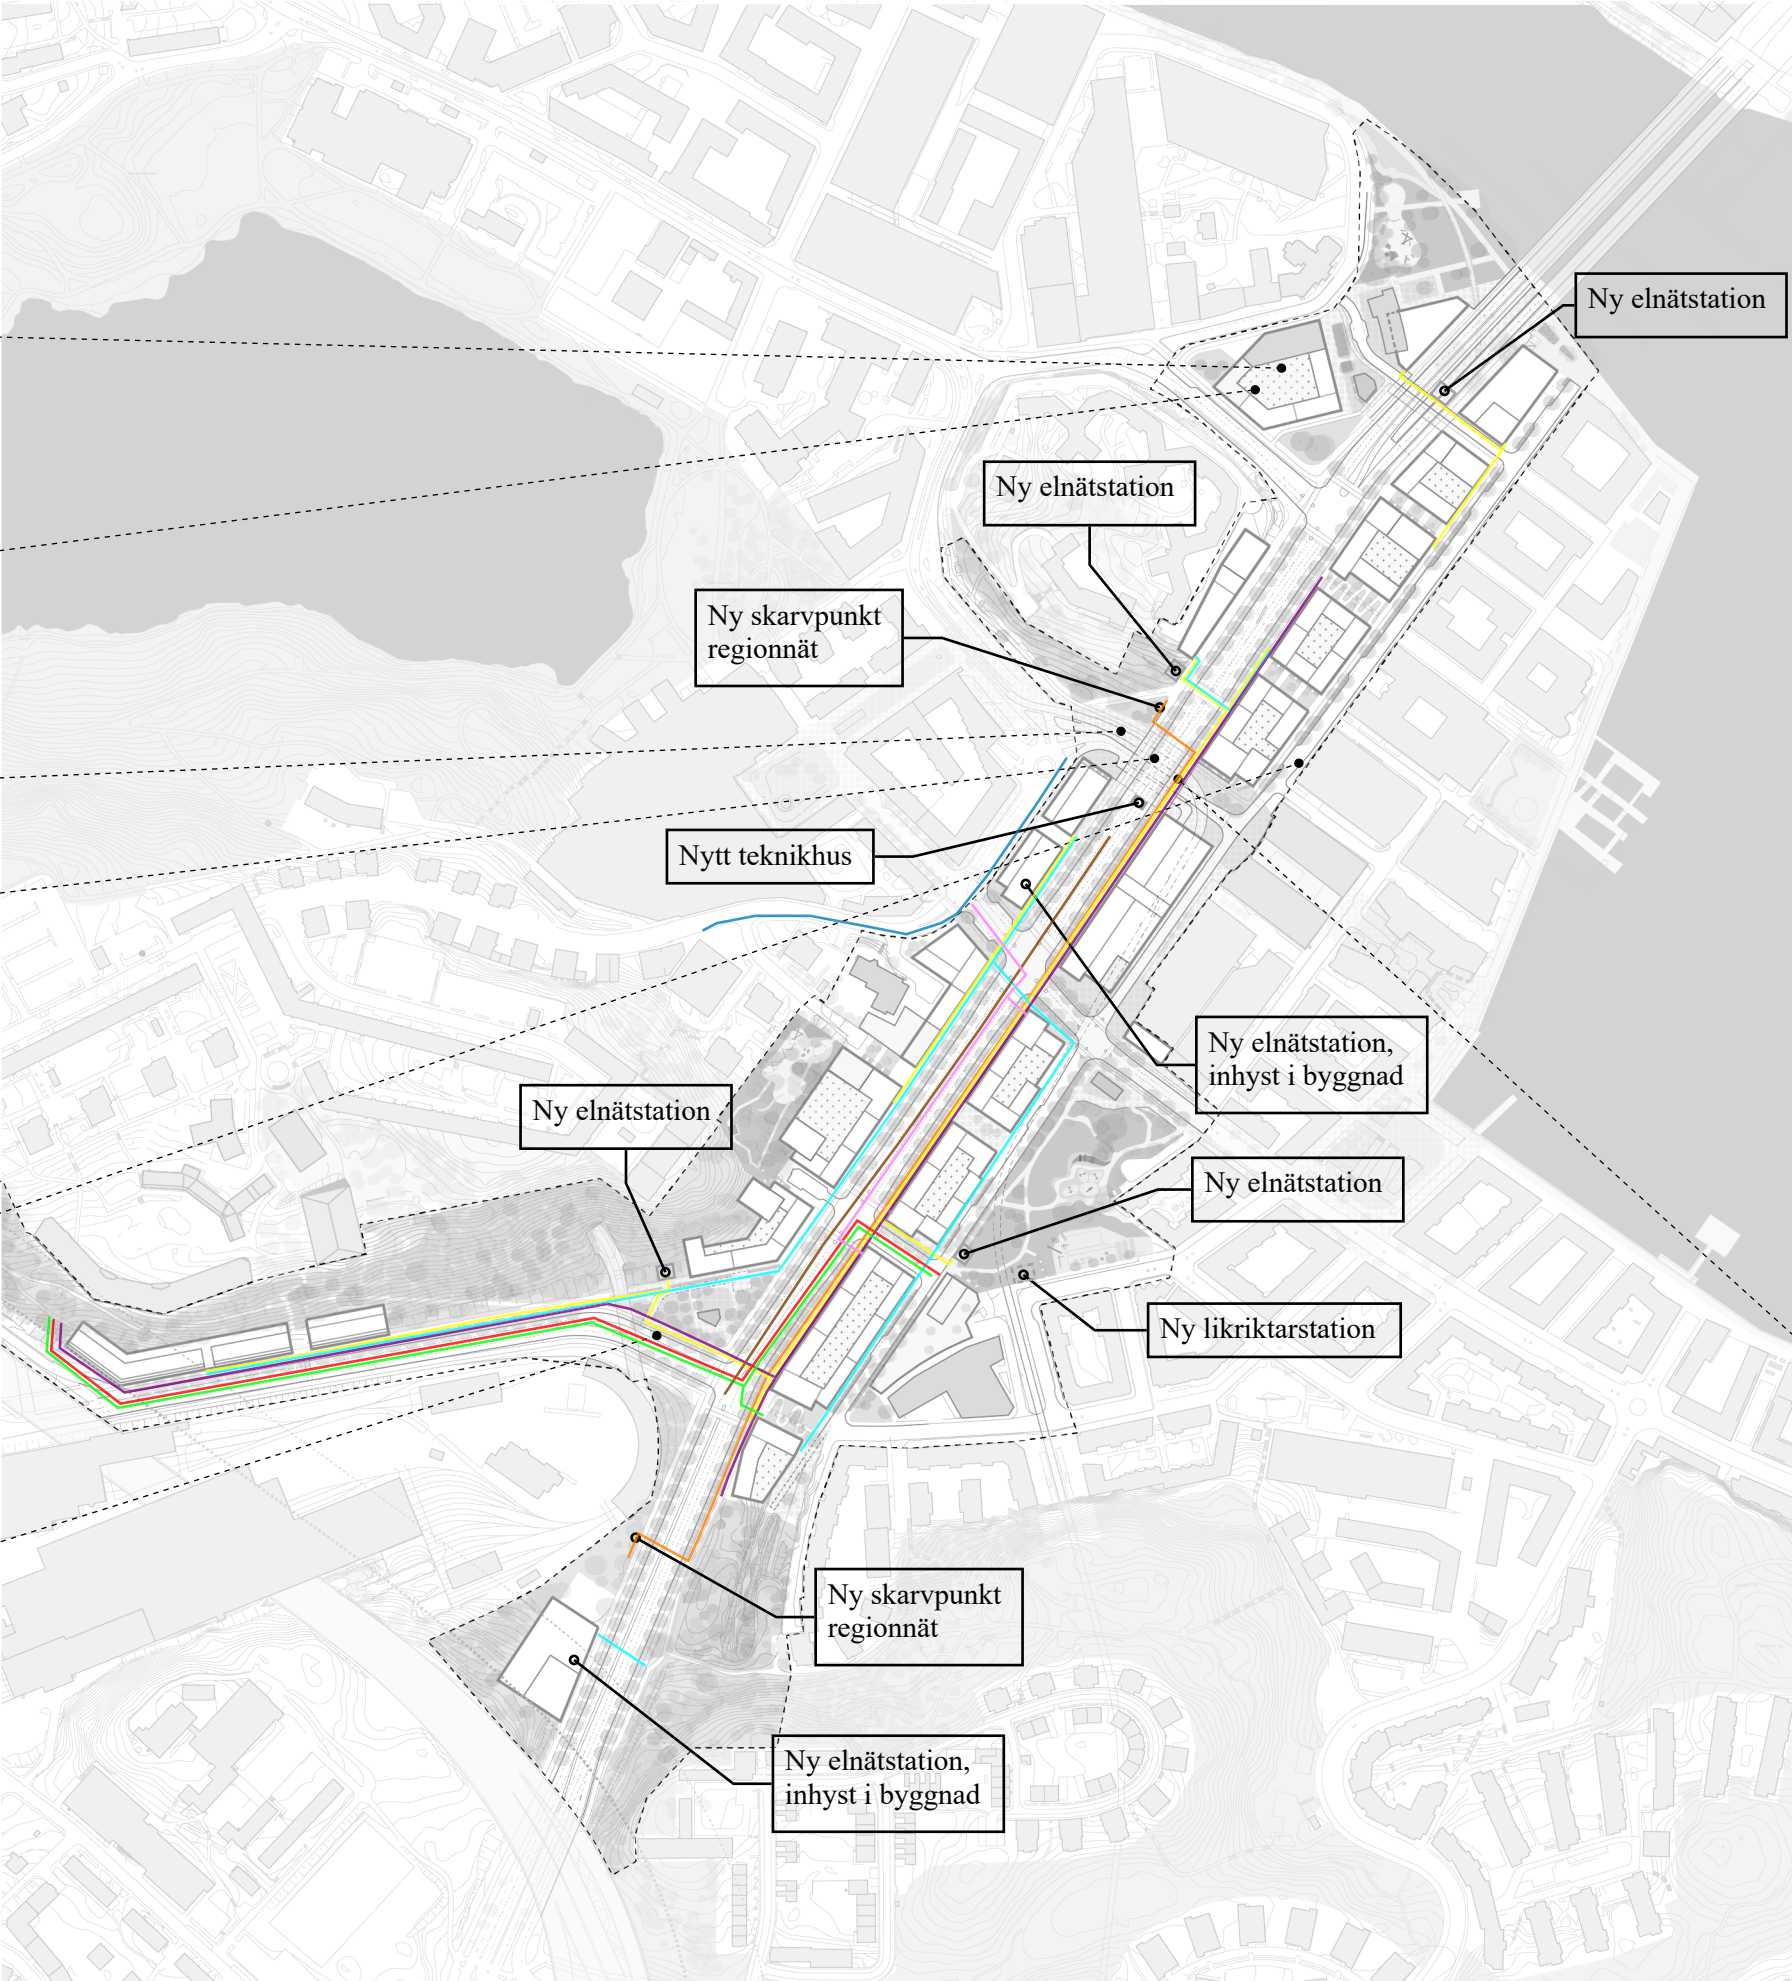 Ny elnätstation
Ny elnätstation
Ny skarvpunkt
regionnät
Nytt teknikhus
Ny elnätstation,
inhyst i byggnad
Ny elnätstation
Ny elnätstation
Ny likriktarstation
Ny skarvpunkt
regionnät
Ny elnätstation,
inhyst i byggnad